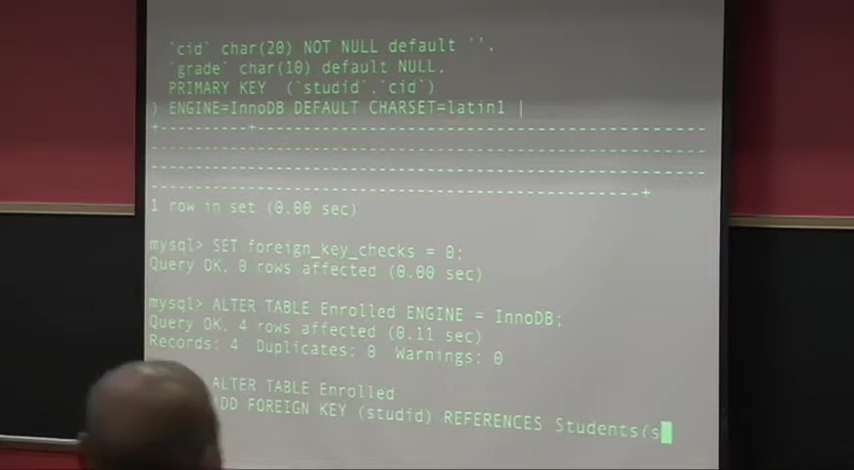 `cid` char(20) NOT NULL default '',
`grade` char(10) default NULL,
PRIMARY KEY (`studid`,`cid`)
) ENGINE=InnoDB DEFAULT CHARSET=latin1 |
1 row in set (0.00 sec)
mysql> SET foreign_key_checks = 0;
Query OK, 0 rows affected (0.00 sec)
mysql> ALTER TABLE Enrolled ENGINE = InnoDB;
Query OK, 4 rows affected (0.11 sec)
Records: 4 Duplicates: 0 Warnings: 0
ALTER TABLE Enrolled
DD FOREIGN KEY (studid) REFERENCES Students(s